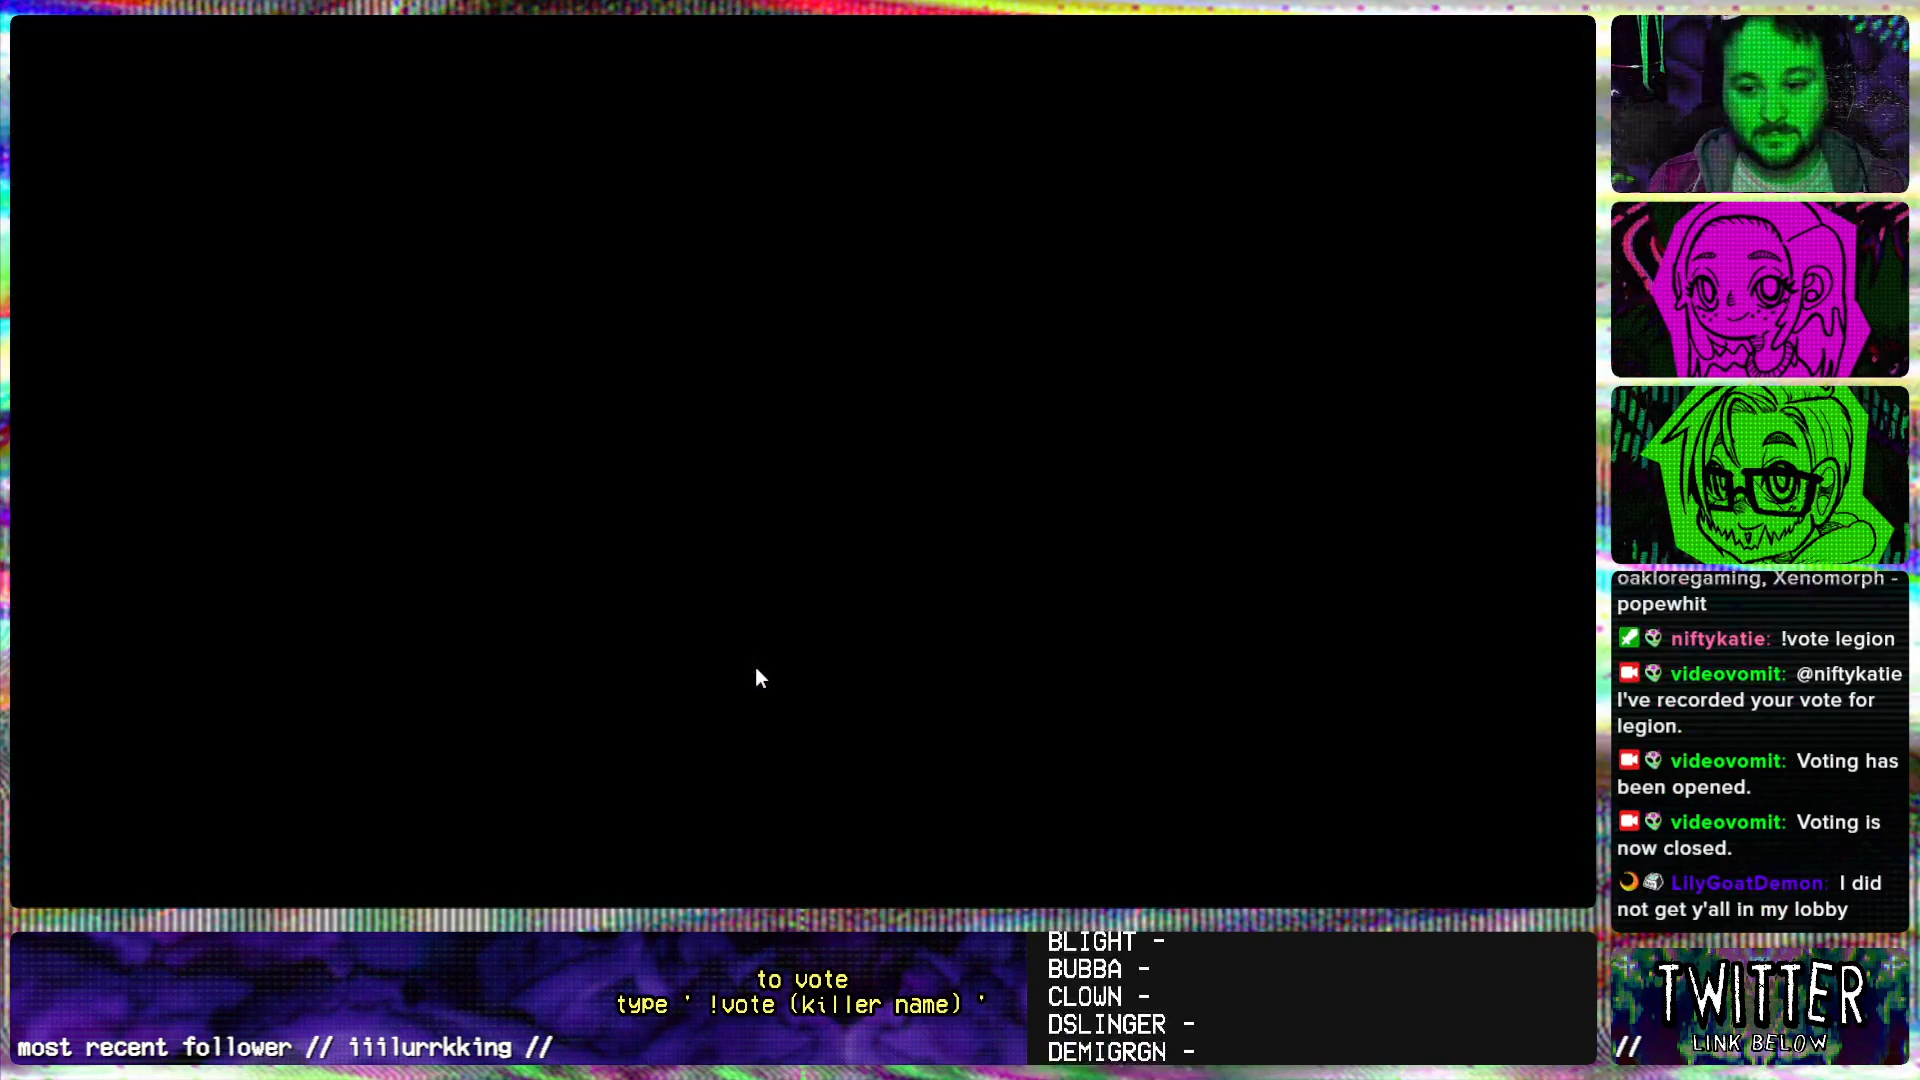 oakloregaming, Xenomorph -
popewhit
niftykatie: !vote legion
videovomit: @niftykatie
I've recorded your vote for
legion.
videovomit: Voting has
been opened.
videovomit: Voting is
now closed.
LilyGoatDemon: I did
not get y'all in my lobby
to vote
type ' !vote (killer name) '
most recent follower // iiilurrkking //
BLIGHT -
BUBBA -
CLOWN -
DSLINGER -
DEMIGRGN -
TWITTER
LINK BELOW
//